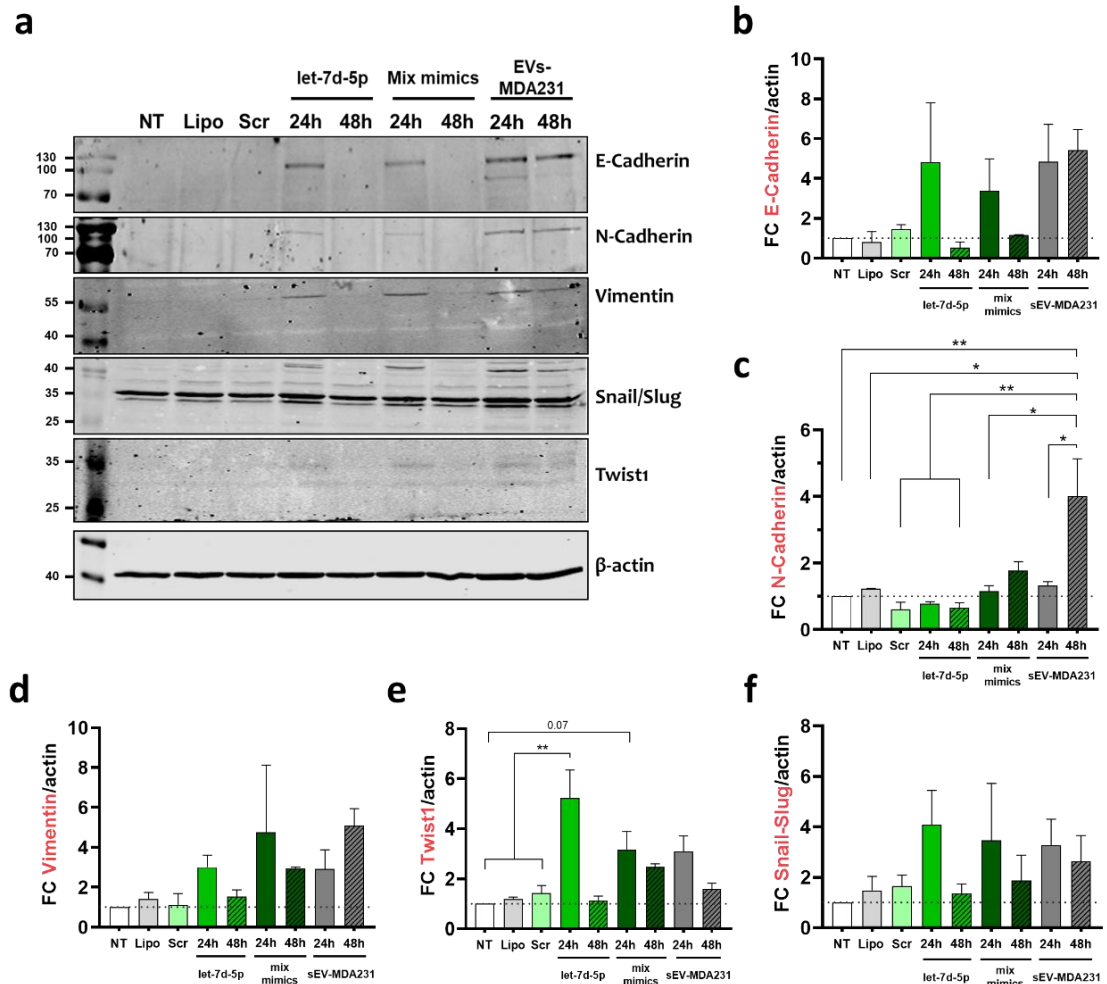 a
let-7d-5p Mix mimics EVs-
MDA231
NT Lipo Scr 24h 48h 24h 48h 24h 48h
130
100
70
E-Cadherin
130
100
70
N-Cadherin
55
40
Vimentin
40
35
25
Snail/Slug
35
25
Twist1
40
β-actin
b
FC E-Cadherin/actin
10
8
6
4
2
0
NT Lipo Scr 24h 48h 24h 48h 24h 48h
let-7d-5p mix sEV-MDA231
mimics
c
**
*
**
*
*
FC N-Cadherin/actin
6
4
2
0
NT Lipo Scr 24h 48h 24h 48h 24h 48h
let-7d-5p mix sEV-MDA231
mimics
d
FC Vimentin/actin
10
8
6
4
2
0
NT Lipo Scr 24h 48h 24h 48h 24h 48h
let-7d-5p mix sEV-MDA231
mimics
e
0.07
**
FC Twist1/actin
8
6
4
2
0
NT Lipo Scr 24h 48h 24h 48h 24h 48h
let-7d-5p mix sEV-MDA231
mimics
f
FC Snail-Slug/actin
8
6
4
2
0
NT Lipo Scr 24h 48h 24h 48h 24h 48h
let-7d-5p mix sEV-MDA231
mimics